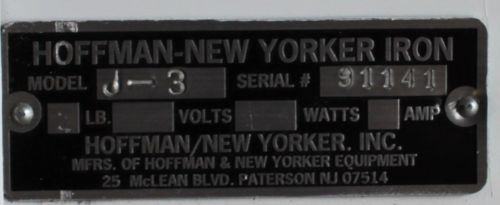 HOFFMAN-NEW YORKER IRON
MODEL J-3 SERIAL # 31141
LB. VOLTS WATTS AMP
HOFFMAN/NEW YORKER. INC.
MFRS. OF HOFFMAN & NEW YORKER EQUIPMENT
25 McLEAN BLVD. PATERSON NJ 07514